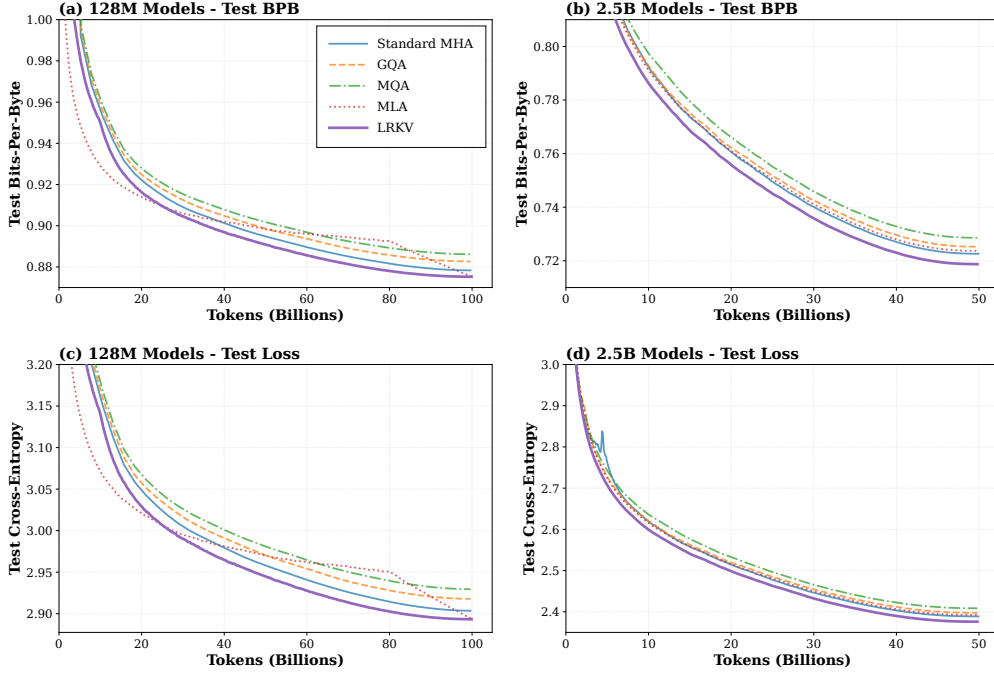 (a) 128M Models - Test BPB
1.00
0.98
0.96
0.94
0.92
0.90
0.88
Test Bits-Per-Byte
0 20 40 60 80 100
Tokens (Billions)
Standard MHA
GQA
MQA
MLA
LRKV
(b) 2.5B Models - Test BPB
0.80
0.78
0.76
0.74
0.72
Test Bits-Per-Byte
0 10 20 30 40 50
Tokens (Billions)
(c) 128M Models - Test Loss
3.20
3.15
3.10
3.05
3.00
2.95
2.90
Test Cross-Entropy
0 20 40 60 80 100
Tokens (Billions)
(d) 2.5B Models - Test Loss
3.0
2.9
2.8
2.7
2.6
2.5
2.4
Test Cross-Entropy
0 10 20 30 40 50
Tokens (Billions)